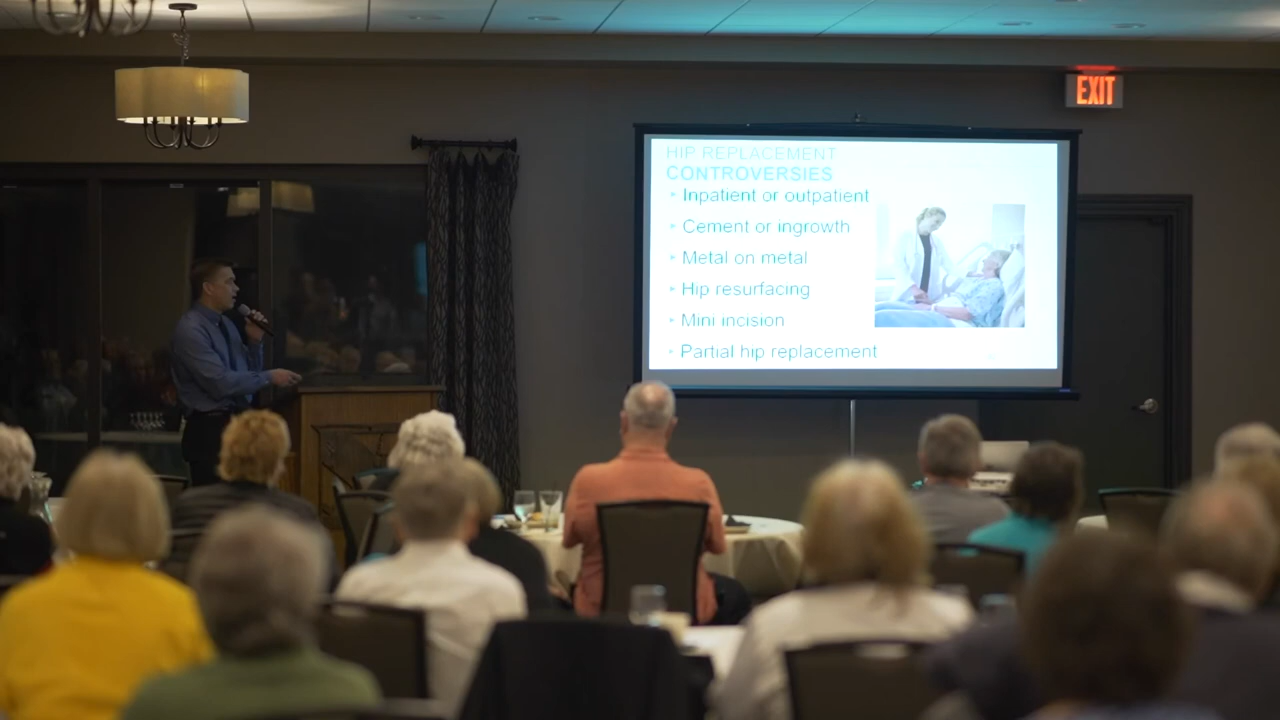 EXIT
HIP REPLACEMENT
CONTROVERSIES
Inpatient or outpatient
Cement or ingrowth
Metal on metal
Hip resurfacing
Mini incision
Partial hip replacement